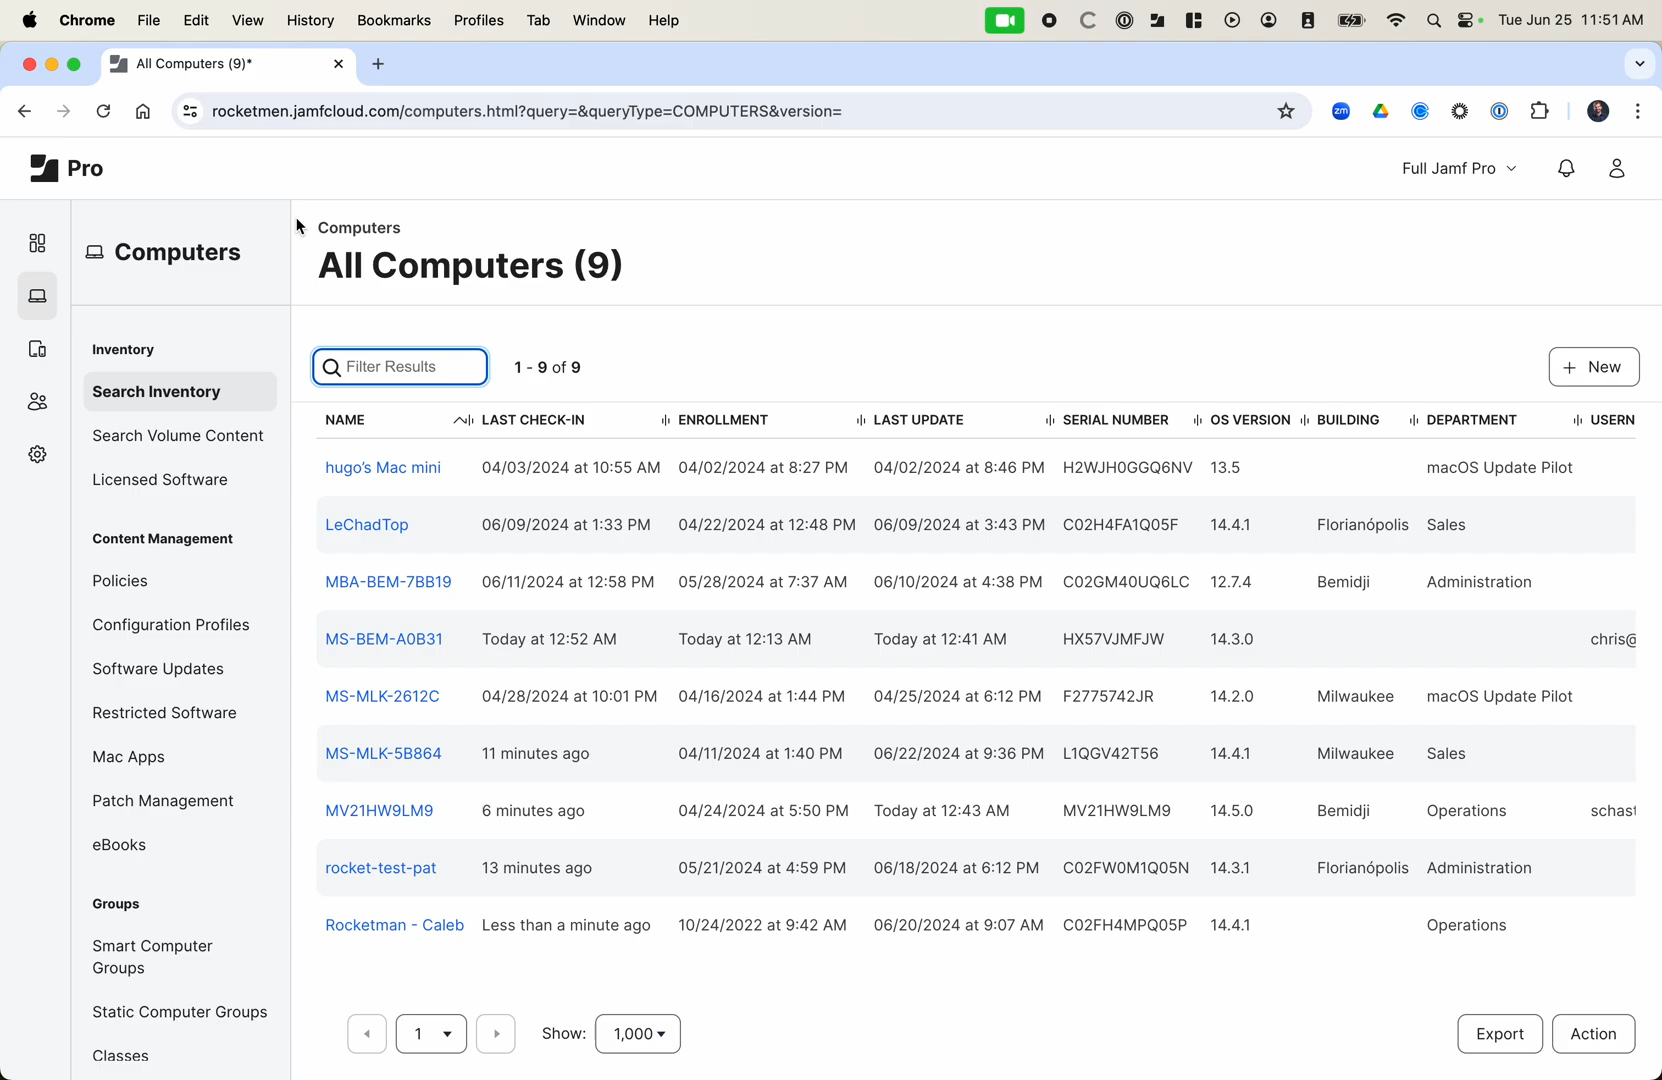 Chrome File Edit View History Bookmarks Profiles Tab Window Help Tue Jun 25 11:51 AM
All Computers (9)*
rocketmen.jamfcloud.com/computers.html?query=&queryType=COMPUTERS&version=
zm
Pro Full Jamf Pro
Computers
Computers
All Computers (9)
Inventory
Search Inventory
Search Volume Content
Licensed Software
Content Management
Policies
Configuration Profiles
Software Updates
Restricted Software
Mac Apps
Patch Management
eBooks
Groups
Smart Computer
Groups
Static Computer Groups
Classes
Filter Results 1 - 9 of 9 + New
NAME LAST CHECK-IN ENROLLMENT LAST UPDATE SERIAL NUMBER OS VERSION BUILDING DEPARTMENT USERN
hugo's Mac mini 04/03/2024 at 10:55 AM 04/02/2024 at 8:27 PM 04/02/2024 at 8:46 PM H2WJH0GGQ6NV 13.5 macOS Update Pilot
LeChadTop 06/09/2024 at 1:33 PM 04/22/2024 at 12:48 PM 06/09/2024 at 3:43 PM C02H4FA1Q05F 14.4.1 Florianópolis Sales
MBA-BEM-7BB19 06/11/2024 at 12:58 PM 05/28/2024 at 7:37 AM 06/10/2024 at 4:38 PM C02GM40UQ6LC 12.7.4 Bemidji Administration
MS-BEM-A0B31 Today at 12:52 AM Today at 12:13 AM Today at 12:41 AM HX57VJMFJW 14.3.0 chris@
MS-MLK-2612C 04/28/2024 at 10:01 PM 04/16/2024 at 1:44 PM 04/25/2024 at 6:12 PM F2775742JR 14.2.0 Milwaukee macOS Update Pilot
MS-MLK-5B864 11 minutes ago 04/11/2024 at 1:40 PM 06/22/2024 at 9:36 PM L1QGV42T56 14.4.1 Milwaukee Sales
MV21HW9LM9 6 minutes ago 04/24/2024 at 5:50 PM Today at 12:43 AM MV21HW9LM9 14.5.0 Bemidji Operations schast
rocket-test-pat 13 minutes ago 05/21/2024 at 4:59 PM 06/18/2024 at 6:12 PM C02FW0M1Q05N 14.3.1 Florianópolis Administration
Rocketman - Caleb Less than a minute ago 10/24/2022 at 9:42 AM 06/20/2024 at 9:07 AM C02FH4MPQ05P 14.4.1 Operations
1 Show: 1,000 Export Action